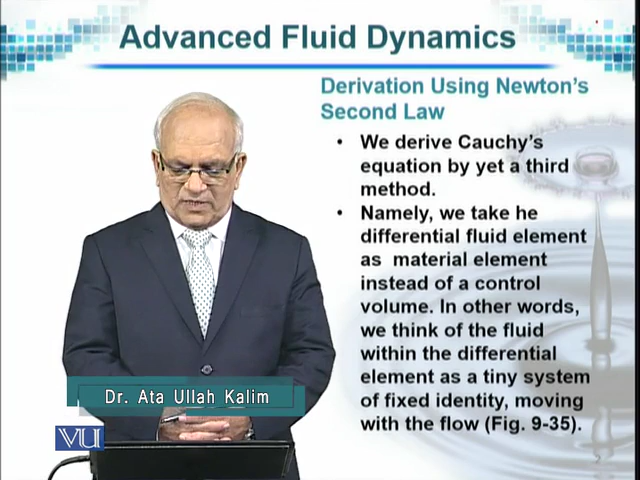 Advanced Fluid Dynamics
Derivation Using Newton's
Second Law
• We derive Cauchy's
equation by yet a third
method.
• Namely, we take he
differential fluid element
as material element
instead of a control
volume. In other words,
we think of the fluid
within the differential
element as a tiny system
of fixed identity, moving
with the flow (Fig. 9-35).
Dr. Ata Ullah Kalim
VU